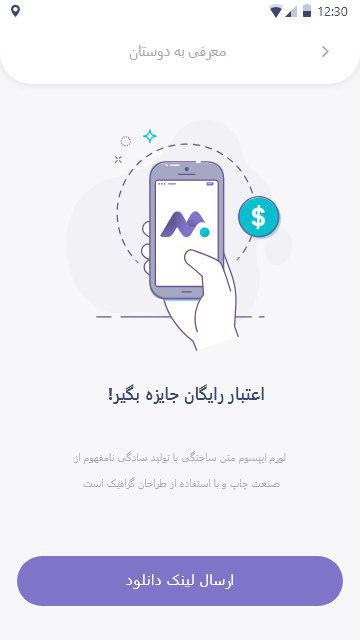 12:30
معرفی به دوستان
$
اعتبار رایگان جایزه بگیر!
لورم ایپسوم متن ساختگی با تولید سادگی نامفهوم از
صنعت چاپ و با استفاده از طراحان گرافیک است
ارسال لینک دانلود